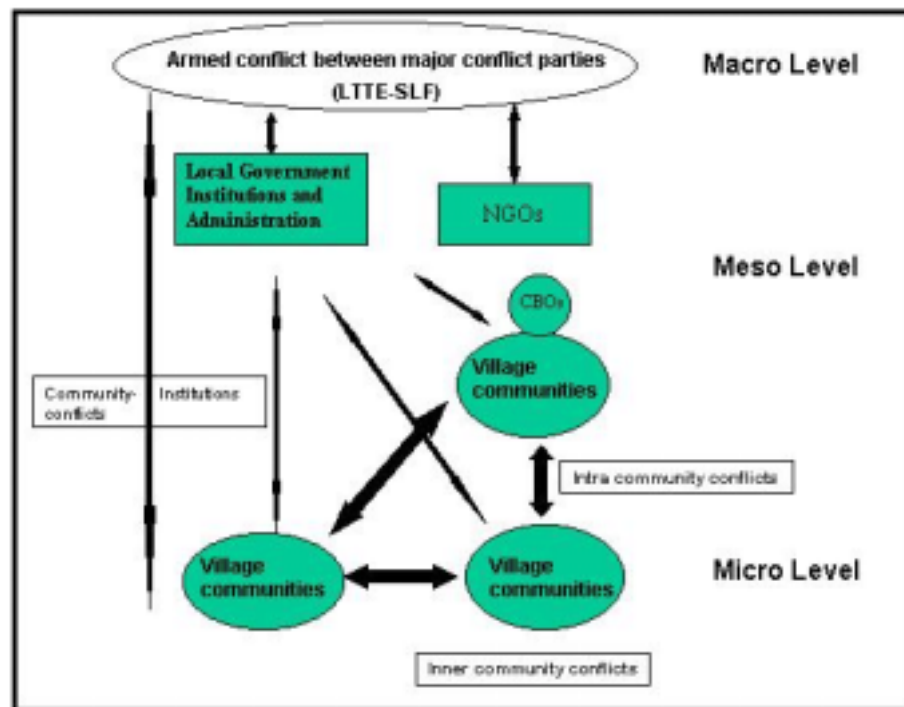 Armed conflict between major conflict parties
(LTTE-SLF)
Macro Level
Local Government
Institutions and
Administration
NGOs
Meso Level
CBOs
Village
communities
Community-
conflicts
Institutions
Intra community conflicts
Village
communities
Village
communities
Micro Level
Inner community conflicts